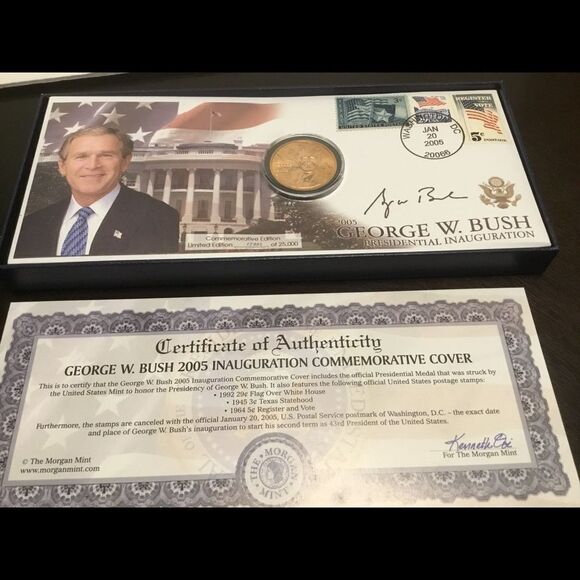 3¢
UNITED STATES POSTAGE
REGISTER
VOTE
5¢ POSTAGE
DC
JAN
20
2005
20066
Commemorative Edition
Limited Edition of 25,000
2005
GEORGE W. BUSH
PRESIDENTIAL INAUGURATION
Certificate of Authenticity
GEORGE W. BUSH 2005 INAUGURATION COMMEMORATIVE COVER
This is to certify that the George W. Bush 2005 Inauguration Commemorative Cover includes the official Presidential Medal that was struck by
the United States Mint to honor the Presidency of George W. Bush. It also features the following official United States postage stamps:
• 1992 29¢ Flag Over White House
• 1945 3¢ Texas Statehood
• 1964 5¢ Register and Vote
Furthermore, the stamps are canceled with the official January 20, 2005, U.S. Postal Service postmark of Washington, D.C. – the exact date
and place of George W. Bush's inauguration to start his second term as 43rd President of the United States.
© The Morgan Mint
www.morganmint.com
THE MORGAN MINT
For The Morgan Mint